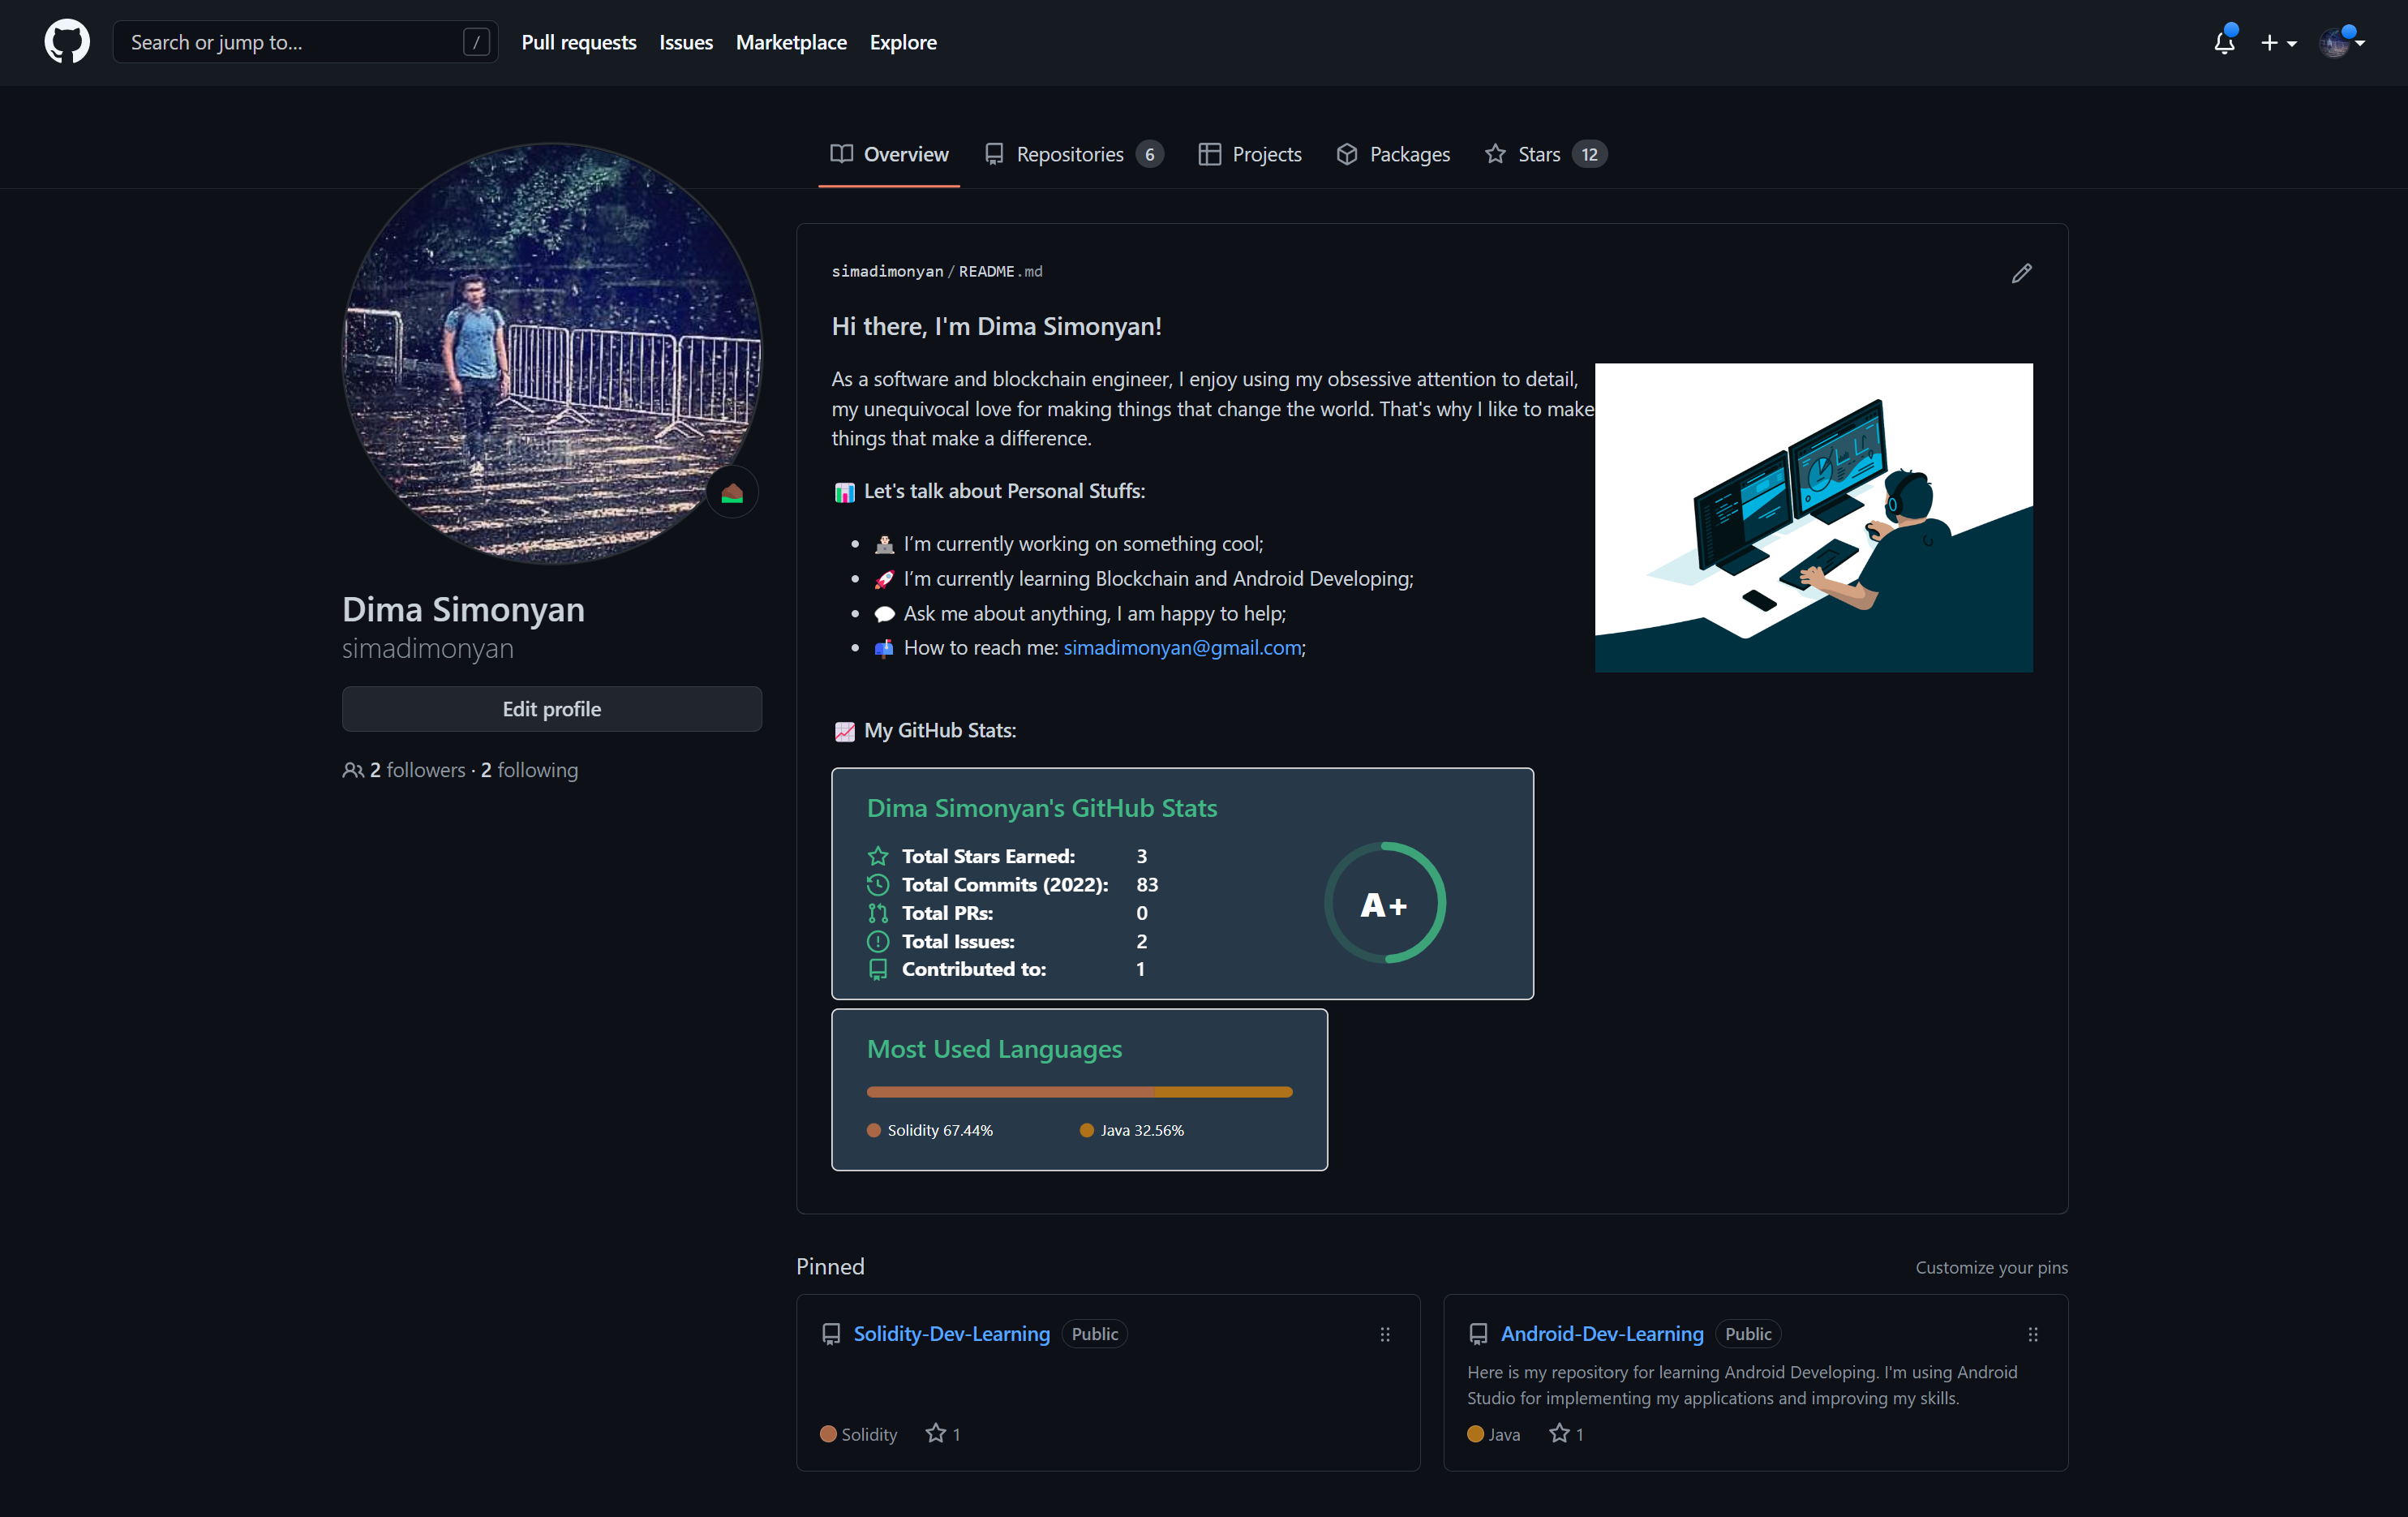 Search or jump to... /
Pull requests Issues Marketplace Explore
Overview Repositories 6 Projects Packages Stars 12
Dima Simonyan
simadimonyan
Edit profile
2 followers · 2 following
simadimonyan / README.md
Hi there, I'm Dima Simonyan!
As a software and blockchain engineer, I enjoy using my obsessive attention to detail,
my unequivocal love for making things that change the world. That's why I like to make
things that make a difference.
📊 Let's talk about Personal Stuffs:
• 👨🏻‍💻 I’m currently working on something cool;
• 🚀 I’m currently learning Blockchain and Android Developing;
• 💬 Ask me about anything, I am happy to help;
• 📫 How to reach me: simadimonyan@gmail.com;
📈 My GitHub Stats:
Dima Simonyan's GitHub Stats
Total Stars Earned: 3
Total Commits (2022): 83
Total PRs: 0
Total Issues: 2
Contributed to: 1
A+
Most Used Languages
Solidity 67.44% Java 32.56%
Pinned
Customize your pins
Solidity-Dev-Learning Public
Solidity 1
Android-Dev-Learning Public
Here is my repository for learning Android Developing. I'm using Android
Studio for implementing my applications and improving my skills.
Java 1